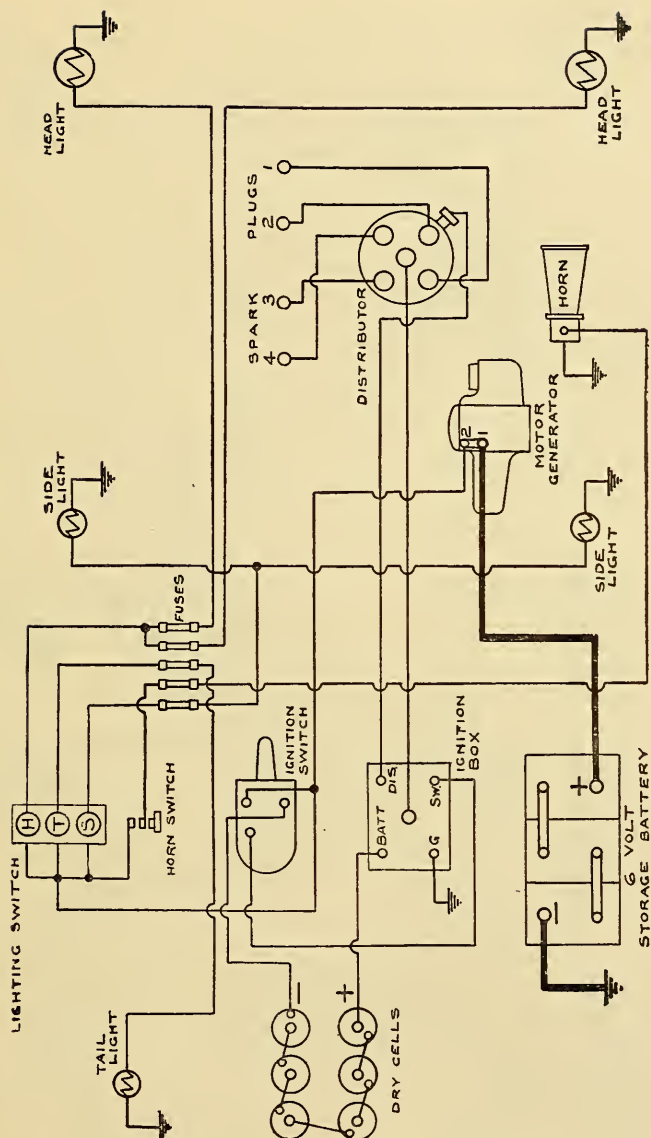 HEAD
LIGHT
HEAD
LIGHT
SPARK PLUGS
4 3 2 1
DISTRIBUTOR
HORN
2
1
MOTOR
GENERATOR
SIDE
LIGHT
SIDE
LIGHT
FUSES
IGNITION
SWITCH
BATT
DIS.
G
SW.
IGNITION
BOX
LIGHTING SWITCH
H
T
S
HORN SWITCH
+
−
6 VOLT
STORAGE BATTERY
TAIL
LIGHT
−
+
DRY CELLS